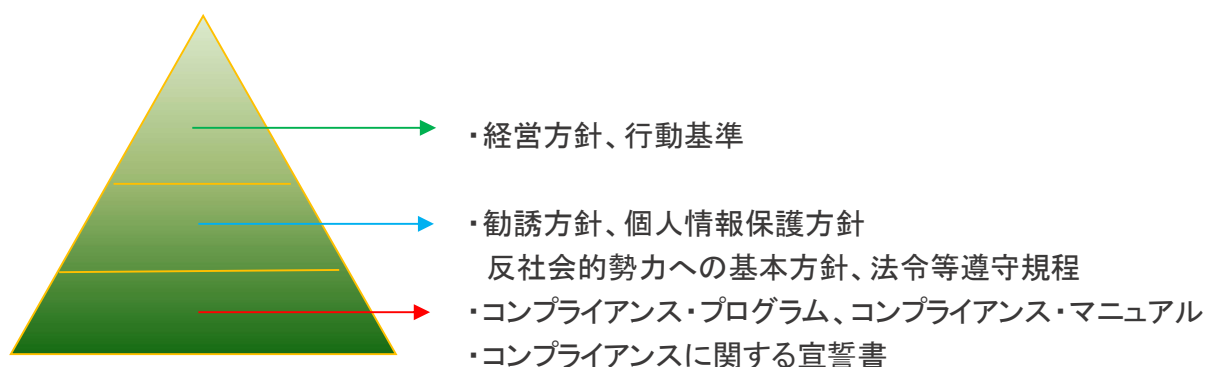 ・経営方針、行動基準
・勧誘方針、個人情報保護方針
反社会的勢力への基本方針、法令等遵守規程
・コンプライアンス・プログラム、コンプライアンス・マニュアル
・コンプライアンスに関する宣誓書